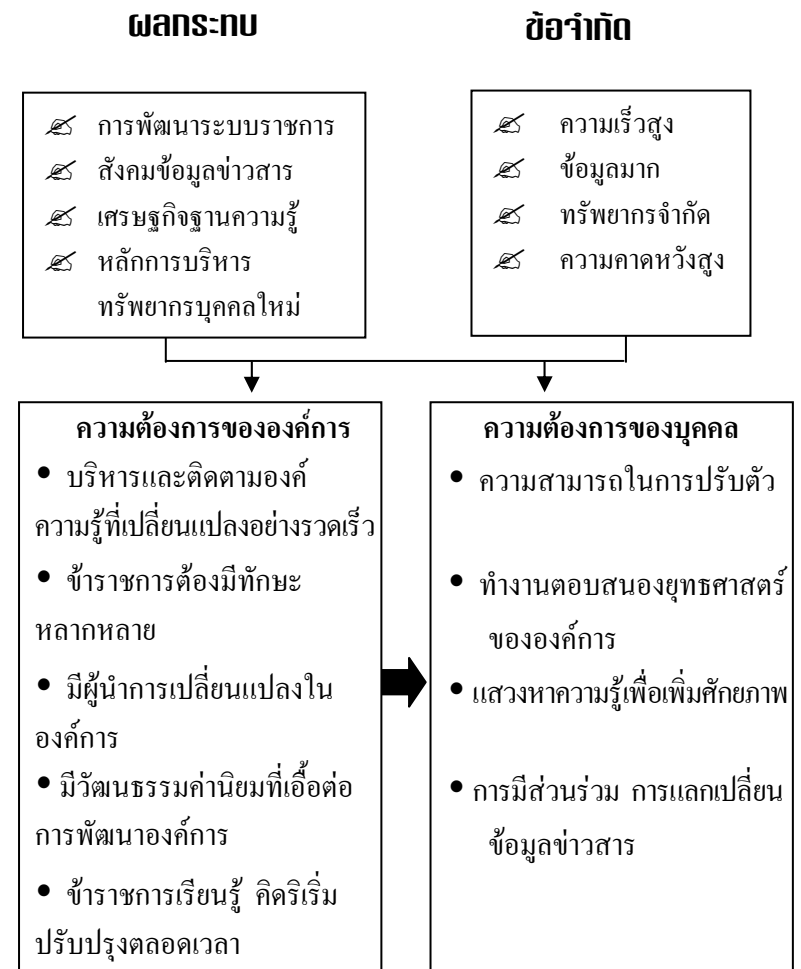 ผลกระทบ
ข้อจำกัด
การพัฒนาระบบราชการ
สังคมข้อมูลข่าวสาร
เศรษฐกิจฐานความรู้
หลักการบริหาร
ทรัพยากรบุคคลใหม่
ความเร็วสูง
ข้อมูลมาก
ทรัพยากรจำกัด
ความคาดหวังสูง
ความต้องการขององค์การ
• บริหารและติดตามองค์
ความรู้ที่เปลี่ยนแปลงอย่างรวดเร็ว
• ข้าราชการต้องมีทักษะ
หลากหลาย
• มีผู้นำการเปลี่ยนแปลงใน
องค์การ
• มีวัฒนธรรมค่านิยมที่เอื้อต่อ
การพัฒนาองค์การ
• ข้าราชการเรียนรู้ คิดริเริ่ม
ปรับปรุงตลอดเวลา
ความต้องการของบุคคล
• ความสามารถในการปรับตัว
• ทำงานตอบสนองยุทธศาสตร์
ขององค์การ
• แสวงหาความรู้เพื่อเพิ่มศักยภาพ
• การมีส่วนร่วม การแลกเปลี่ยน
ข้อมูลข่าวสาร